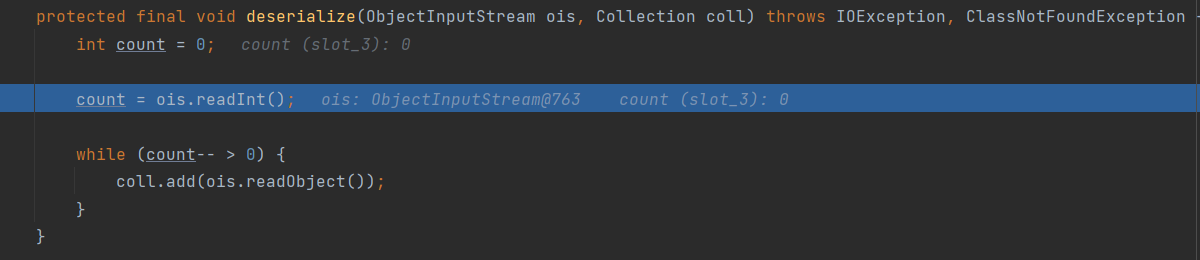 protected final void deserialize(ObjectInputStream ois, Collection coll) throws IOException, ClassNotFoundException
int count = 0; count (slot_3): 0
count = ois.readInt(); ois: ObjectInputStream@763 count (slot_3): 0
while (count-- > 0) {
coll.add(ois.readObject());
}
}